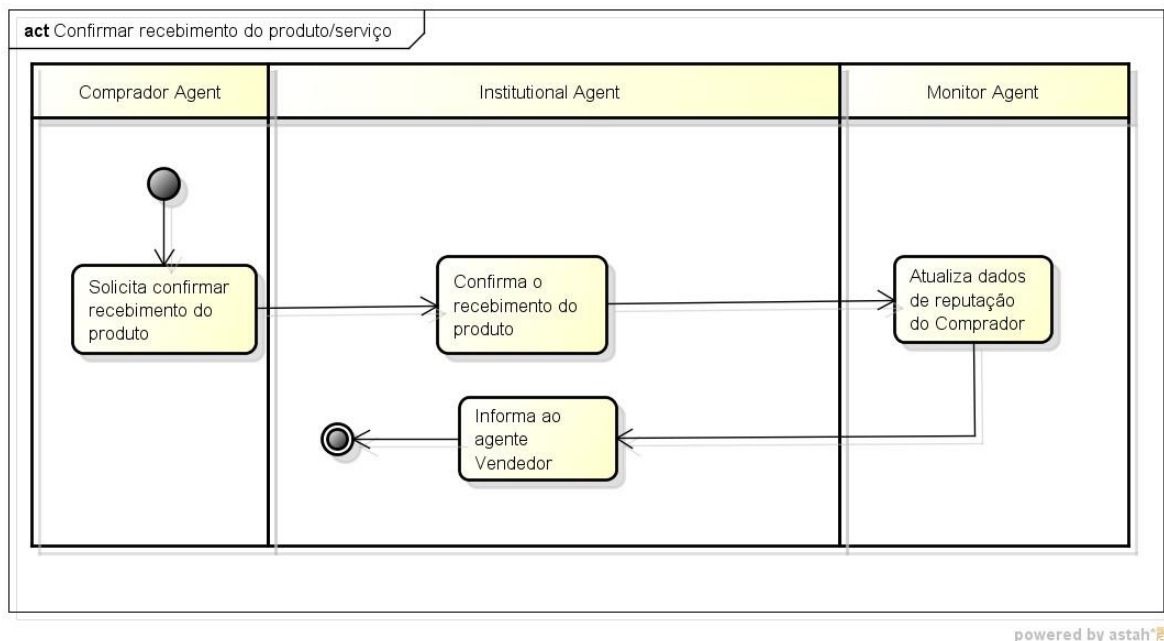 act Confirmar recebimento do produto/serviço
Comprador Agent
Institutional Agent
Monitor Agent
Solicita confirmar
recebimento do
produto
Confirma o
recebimento do
produto
Atualiza dados
de reputação
do Comprador
Informa ao
agente
Vendedor
powered by astah*